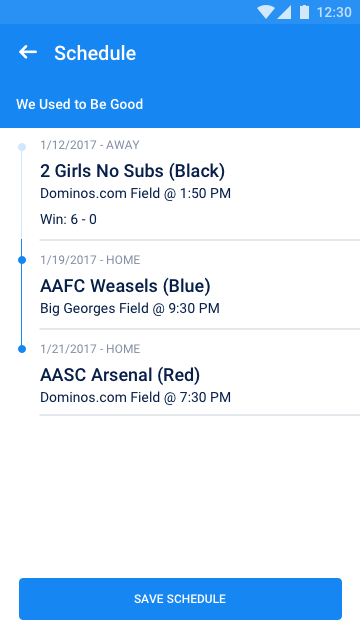 12:30
Schedule
We Used to Be Good
1/12/2017 - AWAY
2 Girls No Subs (Black)
Dominos.com Field @ 1:50 PM
Win: 6 - 0
1/19/2017 - HOME
AAFC Weasels (Blue)
Big Georges Field @ 9:30 PM
1/21/2017 - HOME
AASC Arsenal (Red)
Dominos.com Field @ 7:30 PM
SAVE SCHEDULE